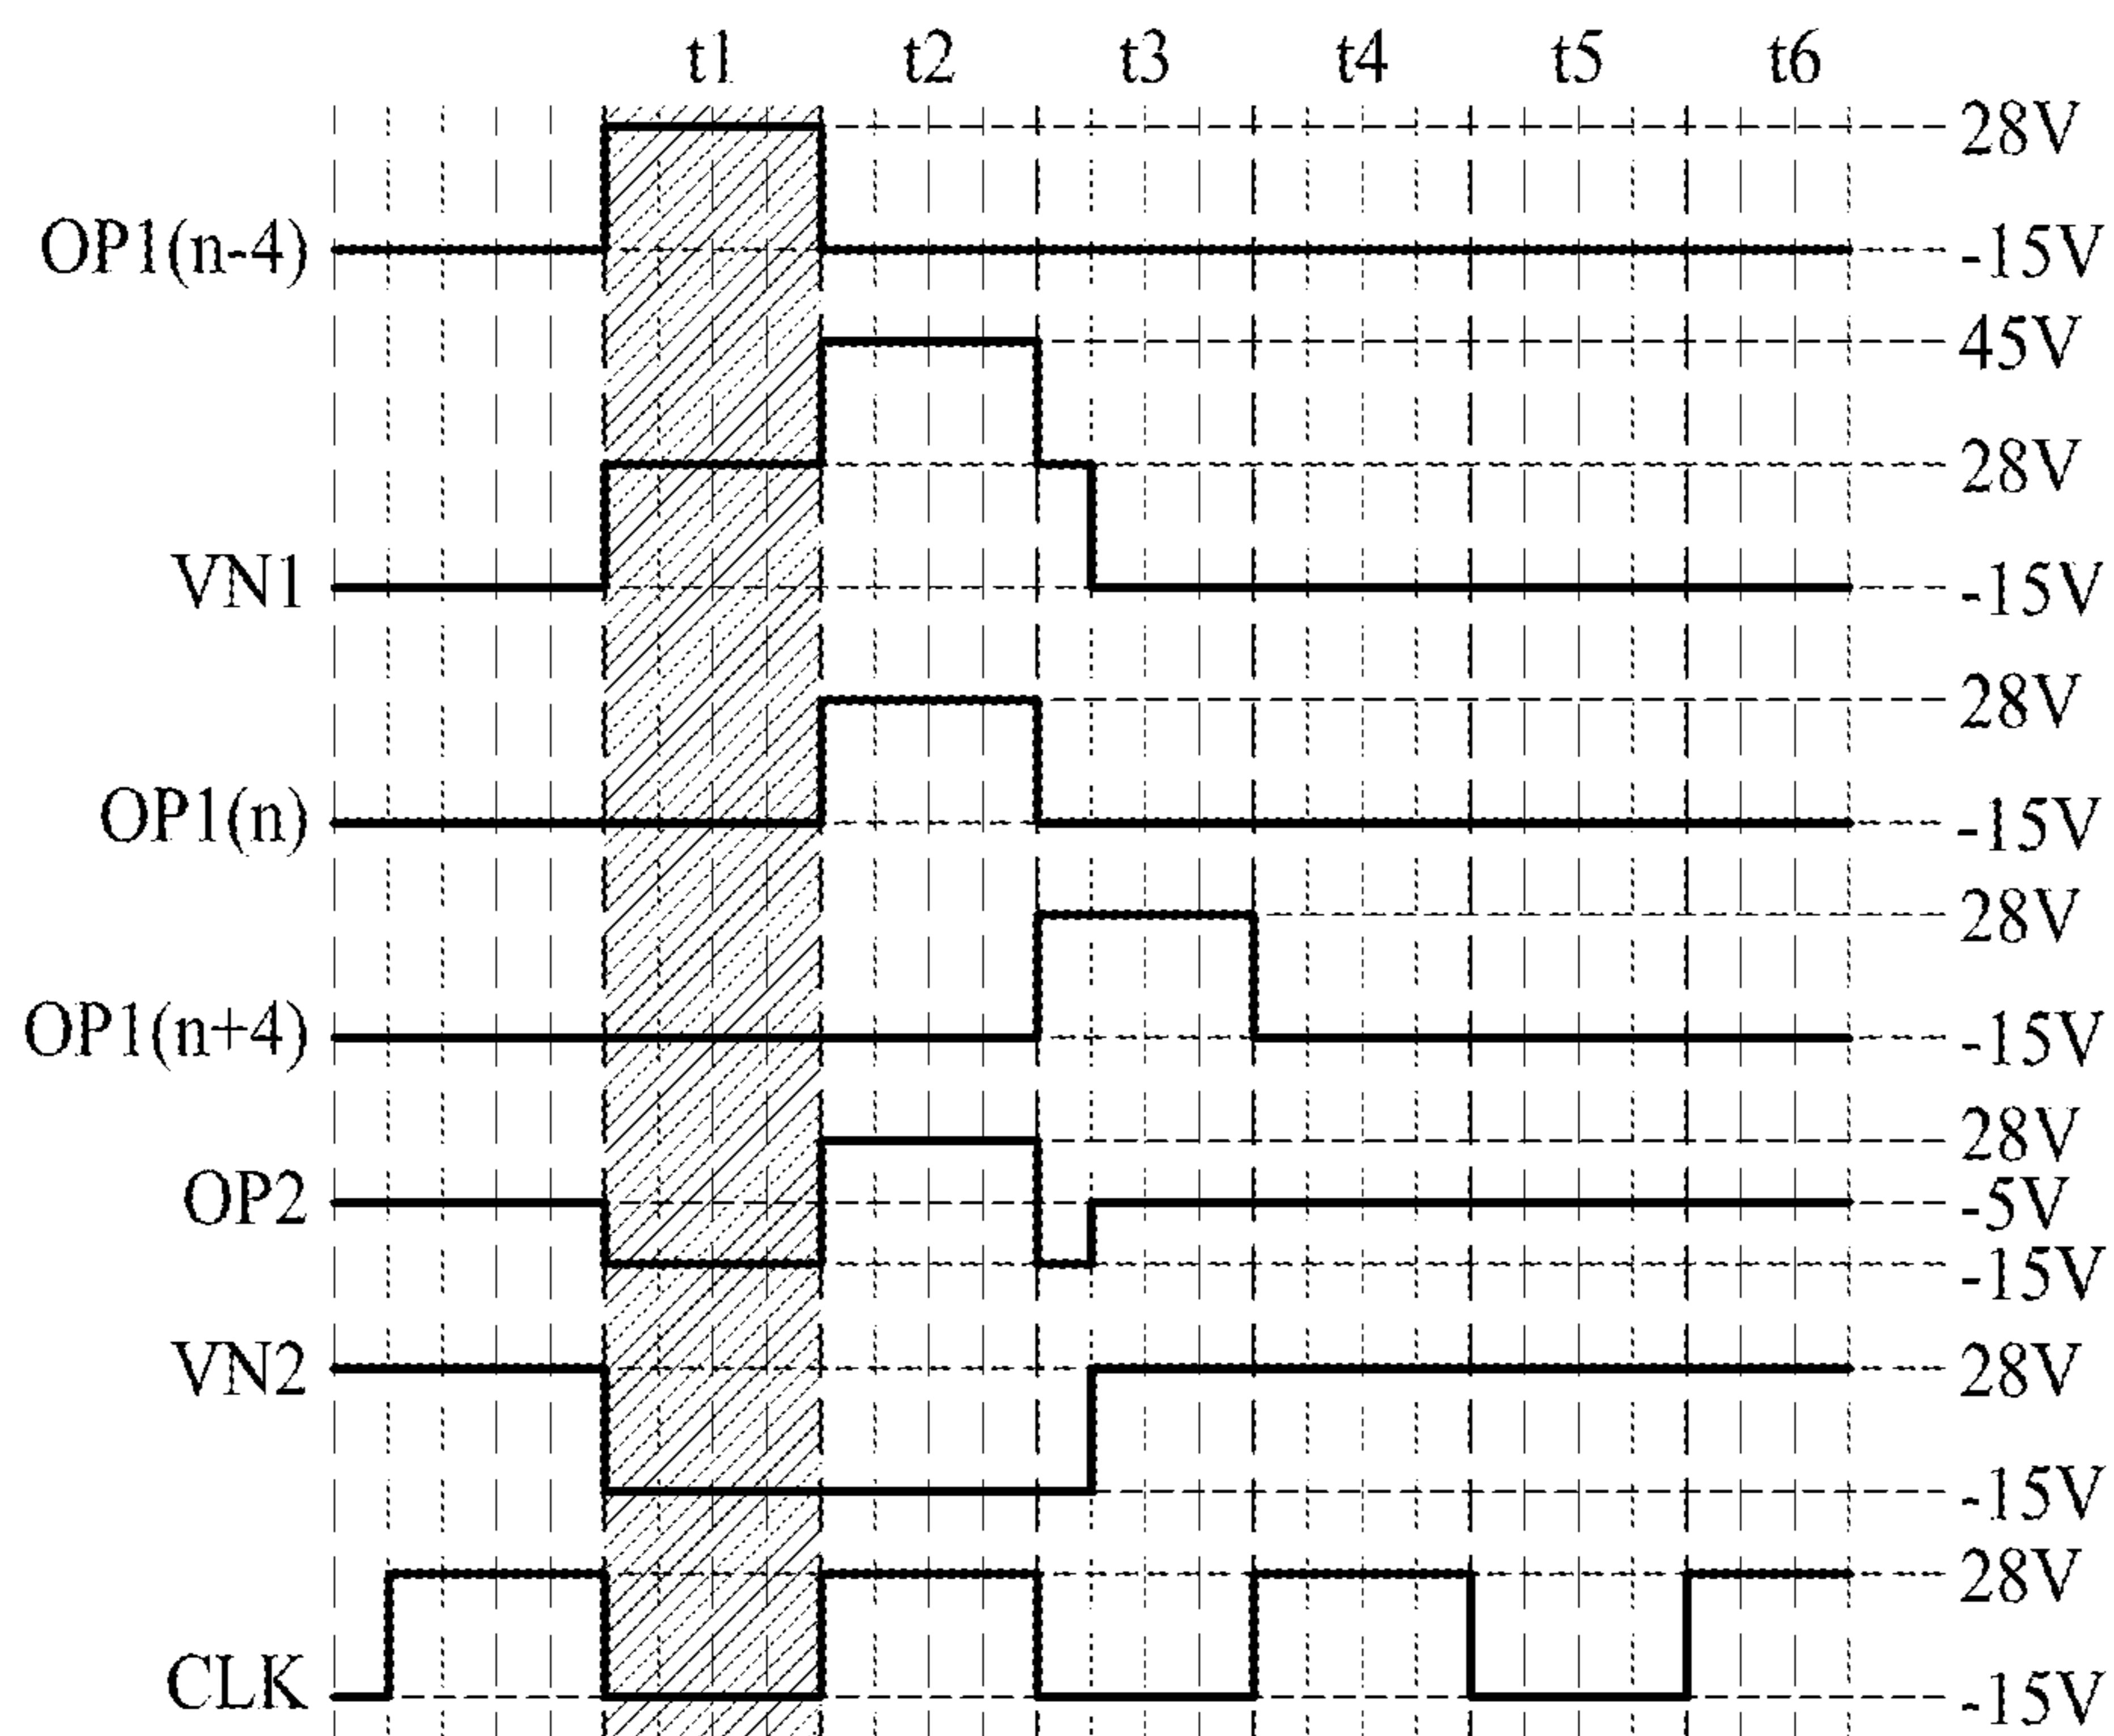 t1 t2 t3 t4 t5 t6
28V
OP1(n-4) -15V
45V
28V
VN1 -15V
28V
OP1(n) -15V
28V
OP1(n+4) -15V
28V
OP2 -5V
-15V
VN2 28V
-15V
28V
CLK -15V